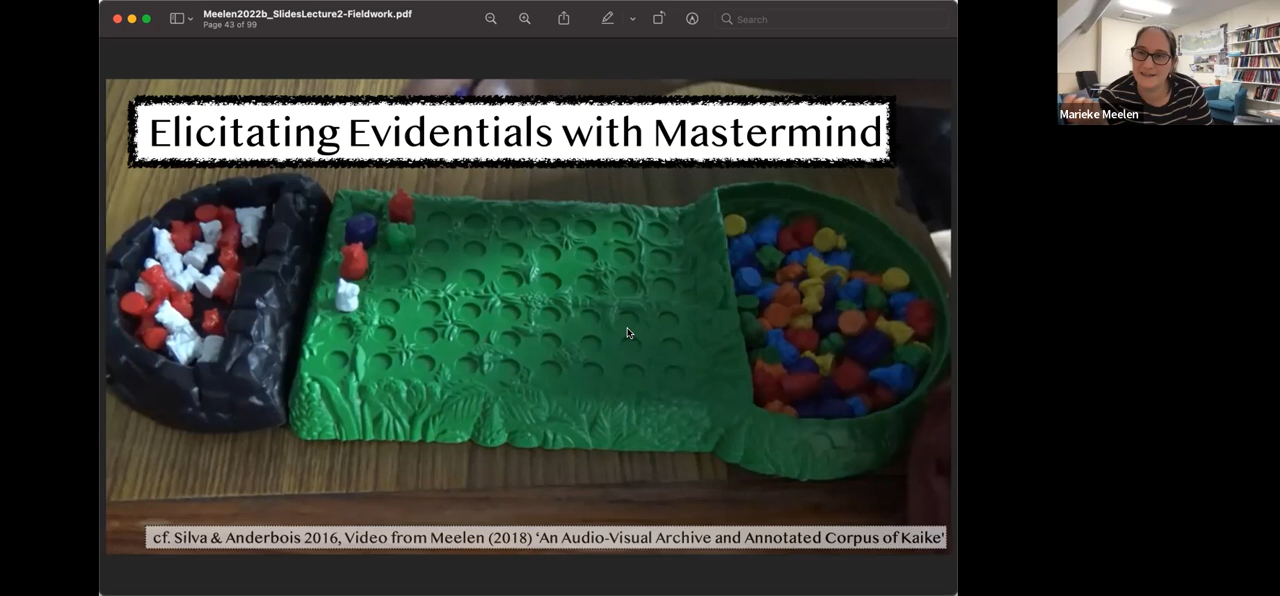 Meelen2022b_SlidesLecture2-Fieldwork.pdf
Page 43 of 99
Search
Elicitating Evidentials with Mastermind
cf. Silva & Anderbois 2016, Video from Meelen (2018) ‘An Audio-Visual Archive and Annotated Corpus of Kaike'
Marieke Meelen